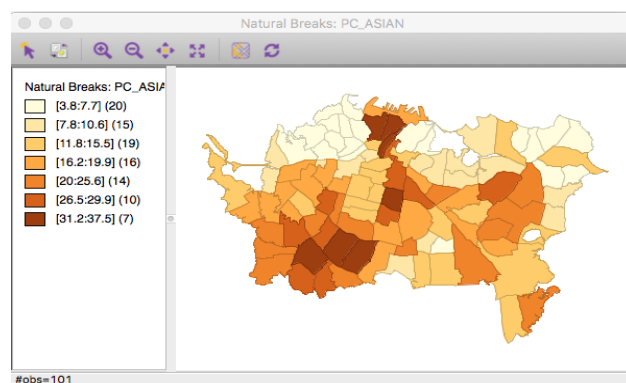 Natural Breaks: PC_ASIAN
Natural Breaks: PC_ASIA
[3.8:7.7] (20)
[7.8:10.6] (15)
[11.8:15.5] (19)
[16.2:19.9] (16)
[20:25.6] (14)
[26.5:29.9] (10)
[31.2:37.5] (7)
#obs=101